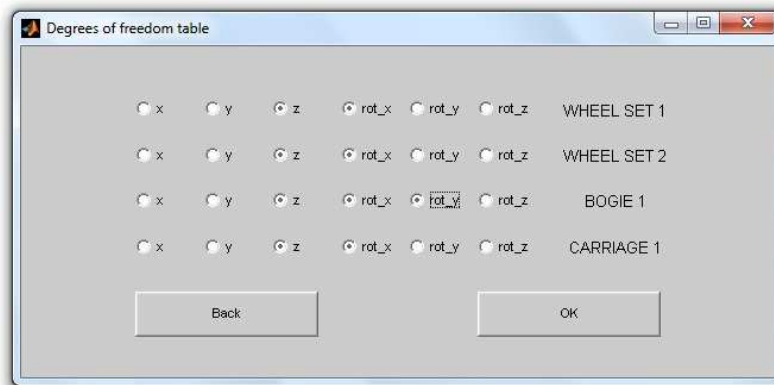 Degrees of freedom table
x y z rot_x rot_y rot_z WHEEL SET 1
x y z rot_x rot_y rot_z WHEEL SET 2
x y z rot_x rot_y rot_z BOGIE 1
x y z rot_x rot_y rot_z CARRIAGE 1
Back OK